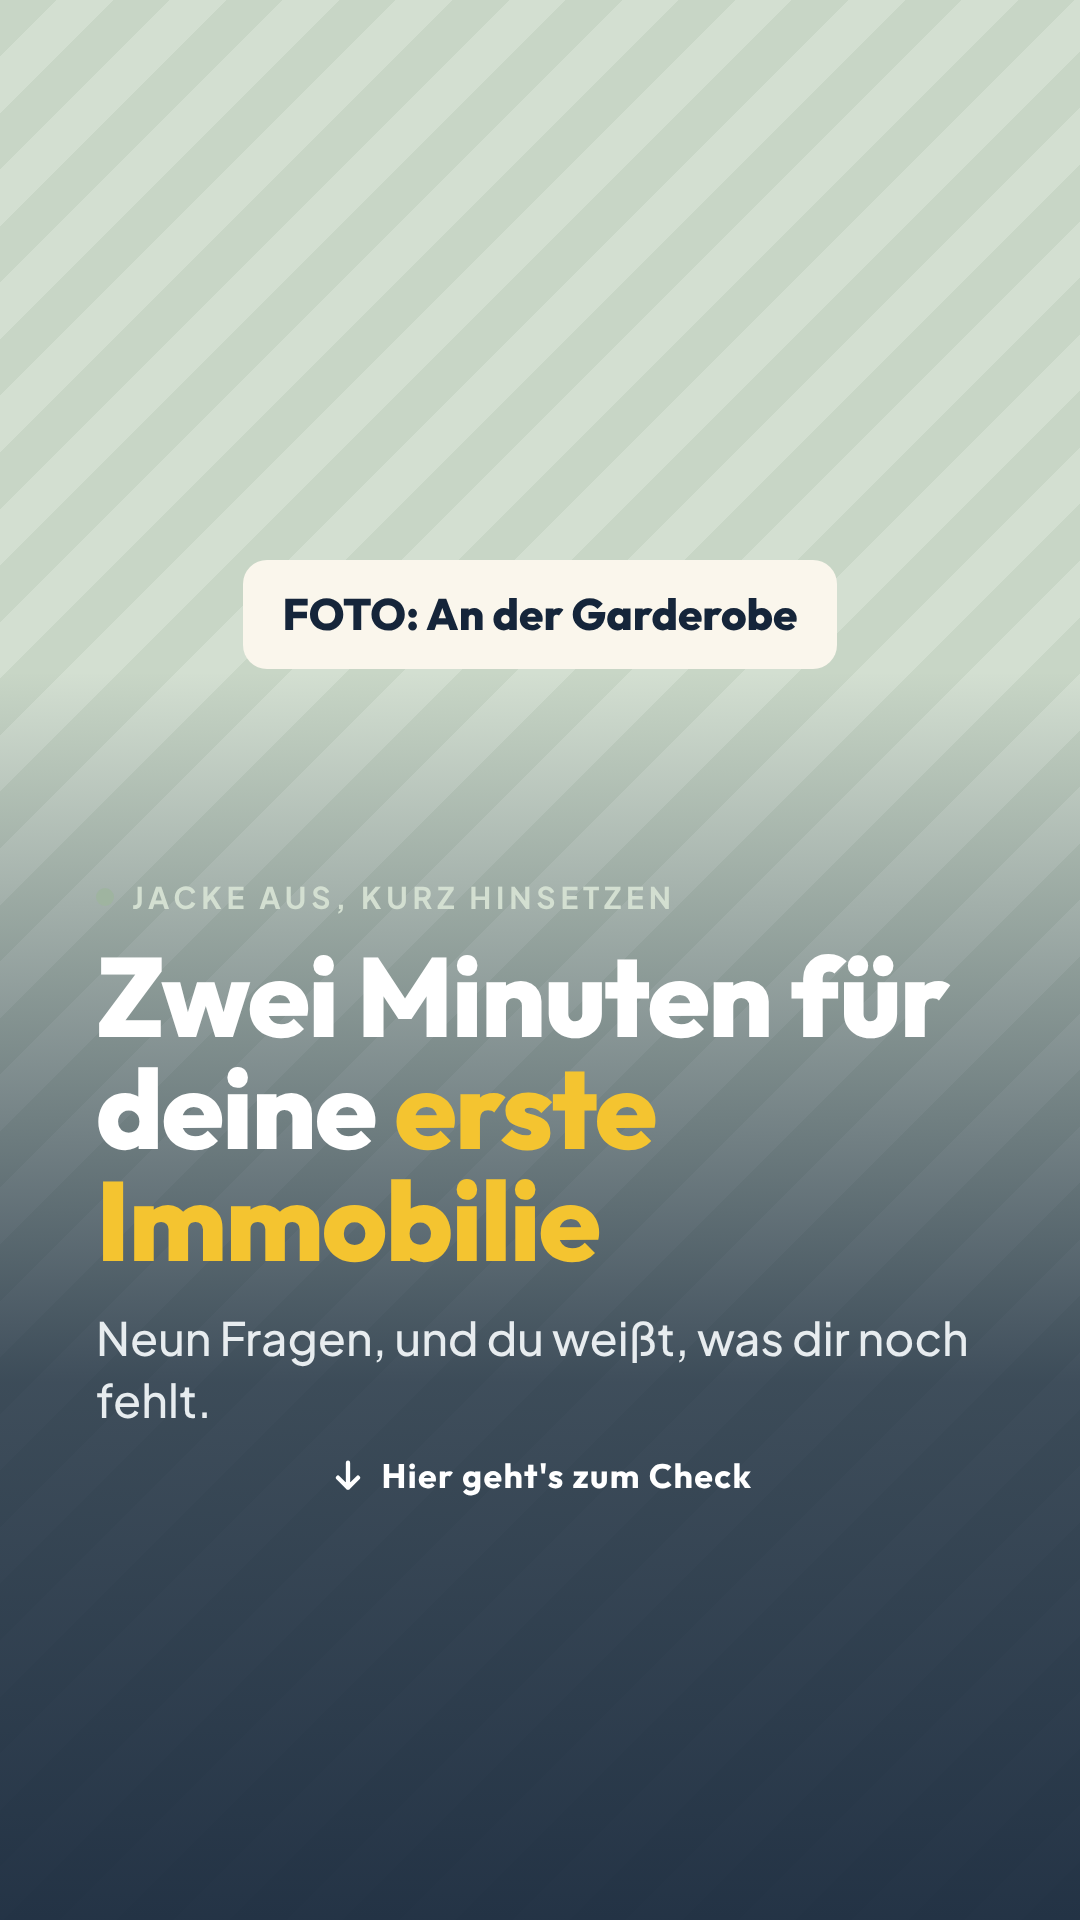 FOTO: An der Garderobe
JACKE AUS, KURZ HINSETZEN
Zwei Minuten für
deine erste
Immobilie
Neun Fragen, und du weißt, was dir noch
fehlt.
↓ Hier geht's zum Check